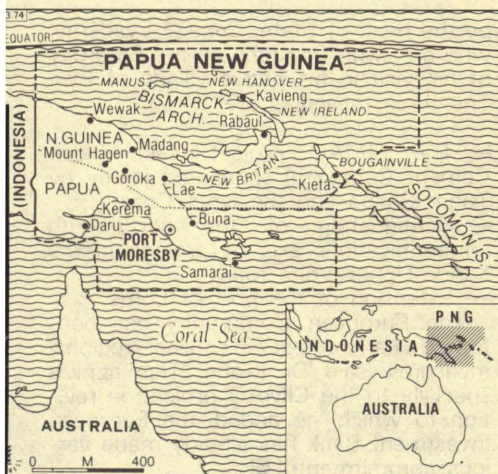 3.74
EQUATOR
PAPUA NEW GUINEA
MANUS
NEW HANOVER
BISMARCK
ARCH.
Kavieng
NEW IRELAND
Wewak
Rabaul
(INDONESIA)
N.GUINEA
Madang
Mount Hagen
BOUGAINVILLE
PAPUA
Goroka
NEW BRITAIN
Lae
Kieta
SOLOMON IS.
Kerema
Buna
Daru
PORT
MORESBY
Samarai
Coral Sea
PNG
INDONESIA
AUSTRALIA
AUSTRALIA
0 M 400